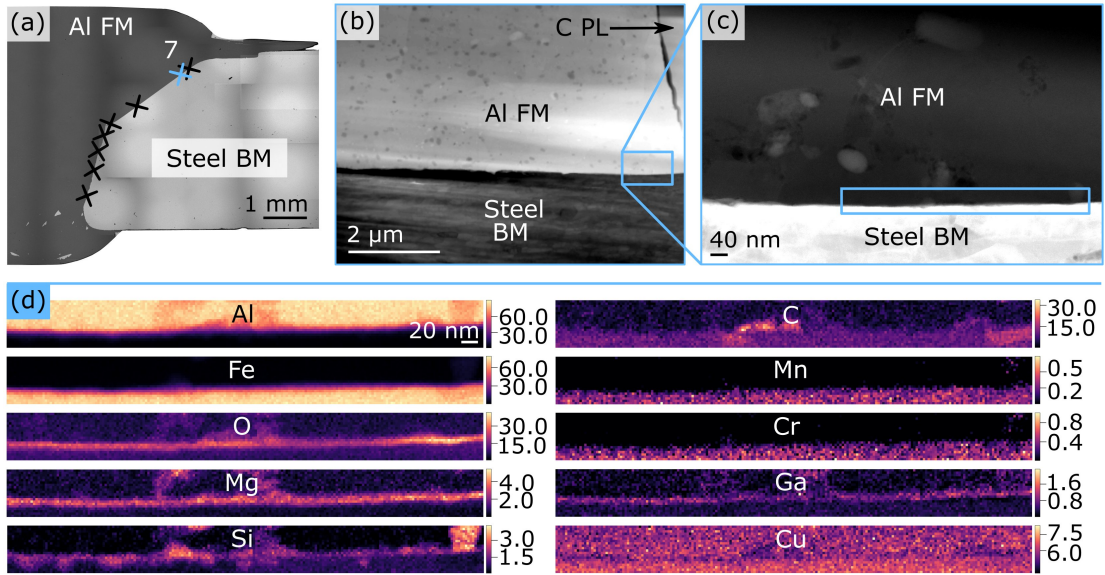 (a)
Al FM
7
Steel BM
1 mm
(b)
C PL
Al FM
Steel
BM
2 µm
(c)
Al FM
Steel BM
40 nm
(d)
Al
60.0
30.0
20 nm
Fe
60.0
30.0
O
30.0
15.0
Mg
4.0
2.0
Si
3.0
1.5
C
30.0
15.0
Mn
0.5
0.2
Cr
0.8
0.4
Ga
1.6
0.8
Cu
7.5
6.0